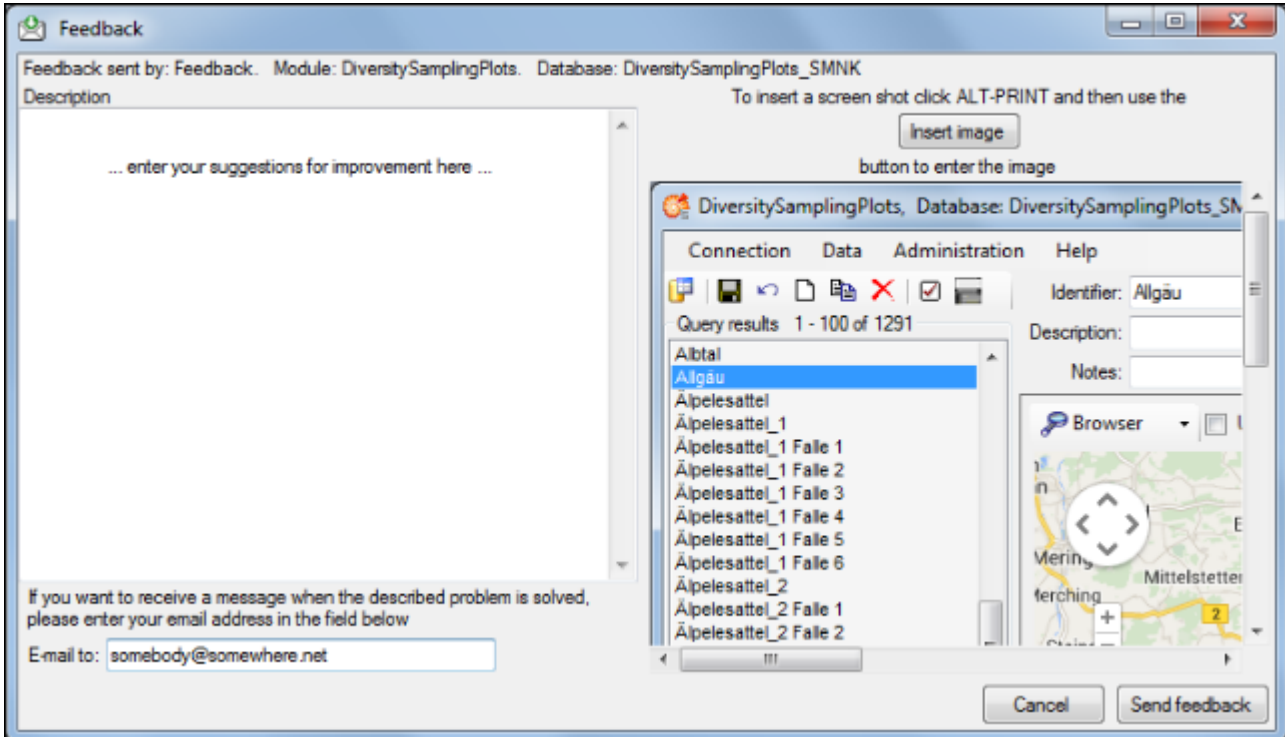 Feedback
Feedback sent by: Feedback. Module: DiversitySamplingPlots. Database: DiversitySamplingPlots_SMNK
Description
... enter your suggestions for improvement here ...
If you want to receive a message when the described problem is solved,
please enter your email address in the field below
E-mail to: somebody@somewhere.net
To insert a screen shot click ALT-PRINT and then use the
Insert image
button to enter the image
DiversitySamplingPlots, Database: DiversitySamplingPlots_SN
Connection Data Administration Help
Query results 1 - 100 of 1291
Albtal
Allgäu
Älpelesattel
Älpelesattel_1
Älpelesattel_1 Falle 1
Älpelesattel_1 Falle 2
Älpelesattel_1 Falle 3
Älpelesattel_1 Falle 4
Älpelesattel_1 Falle 5
Älpelesattel_1 Falle 6
Älpelesattel_2
Älpelesattel_2 Falle 1
Älpelesattel_2 Falle 2
Identifier: Allgäu
Description:
Notes:
Browser
Mering
Mittelstetten
Merching
2
Cancel
Send feedback